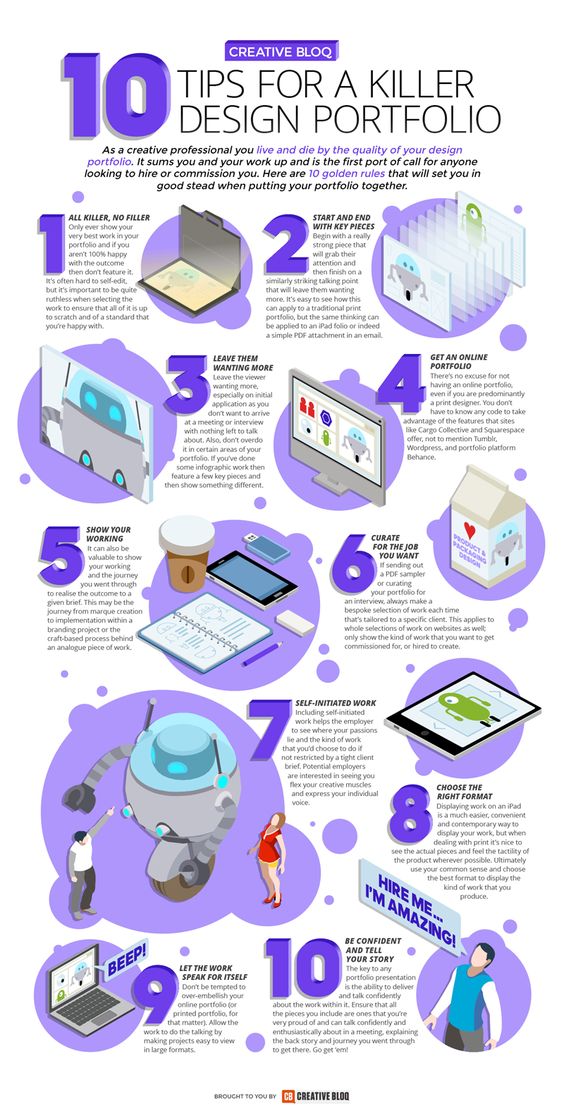 CREATIVE BLOQ
10 TIPS FOR A KILLER
DESIGN PORTFOLIO
As a creative professional you live and die by the quality of your design
portfolio. It sums you and your work up and is the first port of call for anyone
looking to hire or commission you. Here are 10 golden rules that will set you in
good stead when putting your portfolio together.
1
ALL KILLER, NO FILLER
Only ever show your
very best work in your
portfolio and if you
aren't 100% happy
with the outcome
then don't feature it.
It's often hard to self-edit,
but it's important to be quite
ruthless when selecting the
work to ensure that all of it is up
to scratch and of a standard that
you're happy with.
2
START AND END
WITH KEY PIECES
Begin with a really
strong piece that
will grab their
attention and
then finish on a
similarly striking talking point
that will leave them wanting
more. It's easy to see how this
can apply to a traditional print
portfolio, but the same thinking can
be applied to an iPad folio or indeed
a simple PDF attachment in an email.
3
LEAVE THEM
WANTING MORE
Leave the viewer
wanting more,
especially on initial
application as you
don't want to arrive
at a meeting or interview
with nothing left to talk
about. Also, don't overdo
it in certain areas of your
portfolio. If you've done
some infographic work then
feature a few key pieces and
then show something different.
4
GET AN ONLINE
PORTFOLIO
There's no excuse for not
having an online portfolio,
even if you are predominantly
a print designer. You don't
have to know any code to take
advantage of the features that sites
like Cargo Collective and Squarespace
offer, not to mention Tumblr,
Wordpress, and portfolio platform
Behance.
5
SHOW YOUR
WORKING
It can also be
valuable to show
your working
and the journey
you went through
to realise the outcome to a
given brief. This may be the
journey from marque creation
to implementation within a
branding project or the
craft-based process behind
an analogue piece of work.
6
CURATE
FOR THE JOB
YOU WANT
If sending out
a PDF sampler
or curating
your portfolio for
an interview, always make a
bespoke selection of work each time
that's tailored to a specific client. This applies to
whole selections of work on websites as well;
only show the kind of work that you want to get
commissioned for, or hired to create.
PRODUCT &
PACKAGING
DESIGN
7
SELF-INITIATED WORK
Including self-initiated
work helps the employer
to see where your passions
lie and the kind of work
that you'd choose to do if
not restricted by a tight client
brief. Potential employers
are interested in seeing you
flex your creative muscles
and express your individual
voice.
8
CHOOSE THE
RIGHT FORMAT
Displaying work on an iPad
is a much easier, convenient
and contemporary way to
display your work, but when
dealing with print it's nice to
see the actual pieces and feel the tactility of
the product wherever possible. Ultimately
use your common sense and choose
the best format to display the
kind of work that you
produce.
HIRE ME...
I'M AMAZING!
BEEP!
9
LET THE WORK
SPEAK FOR ITSELF
Don't be tempted to
over-embellish your
online portfolio (or
printed portfolio, for
that matter). Allow the
work to do the talking by
making projects easy to view
in large formats.
10
BE CONFIDENT
AND TELL
YOUR STORY
The key to any
portfolio presentation
is the ability to deliver
and talk confidently
about the work within it. Ensure that all
the pieces you include are ones that you're
very proud of and can talk confidently and
enthusiastically about in a meeting, explaining
the back story and journey you went through
to get there. Go get 'em!
BROUGHT TO YOU BY CB CREATIVE BLOQ